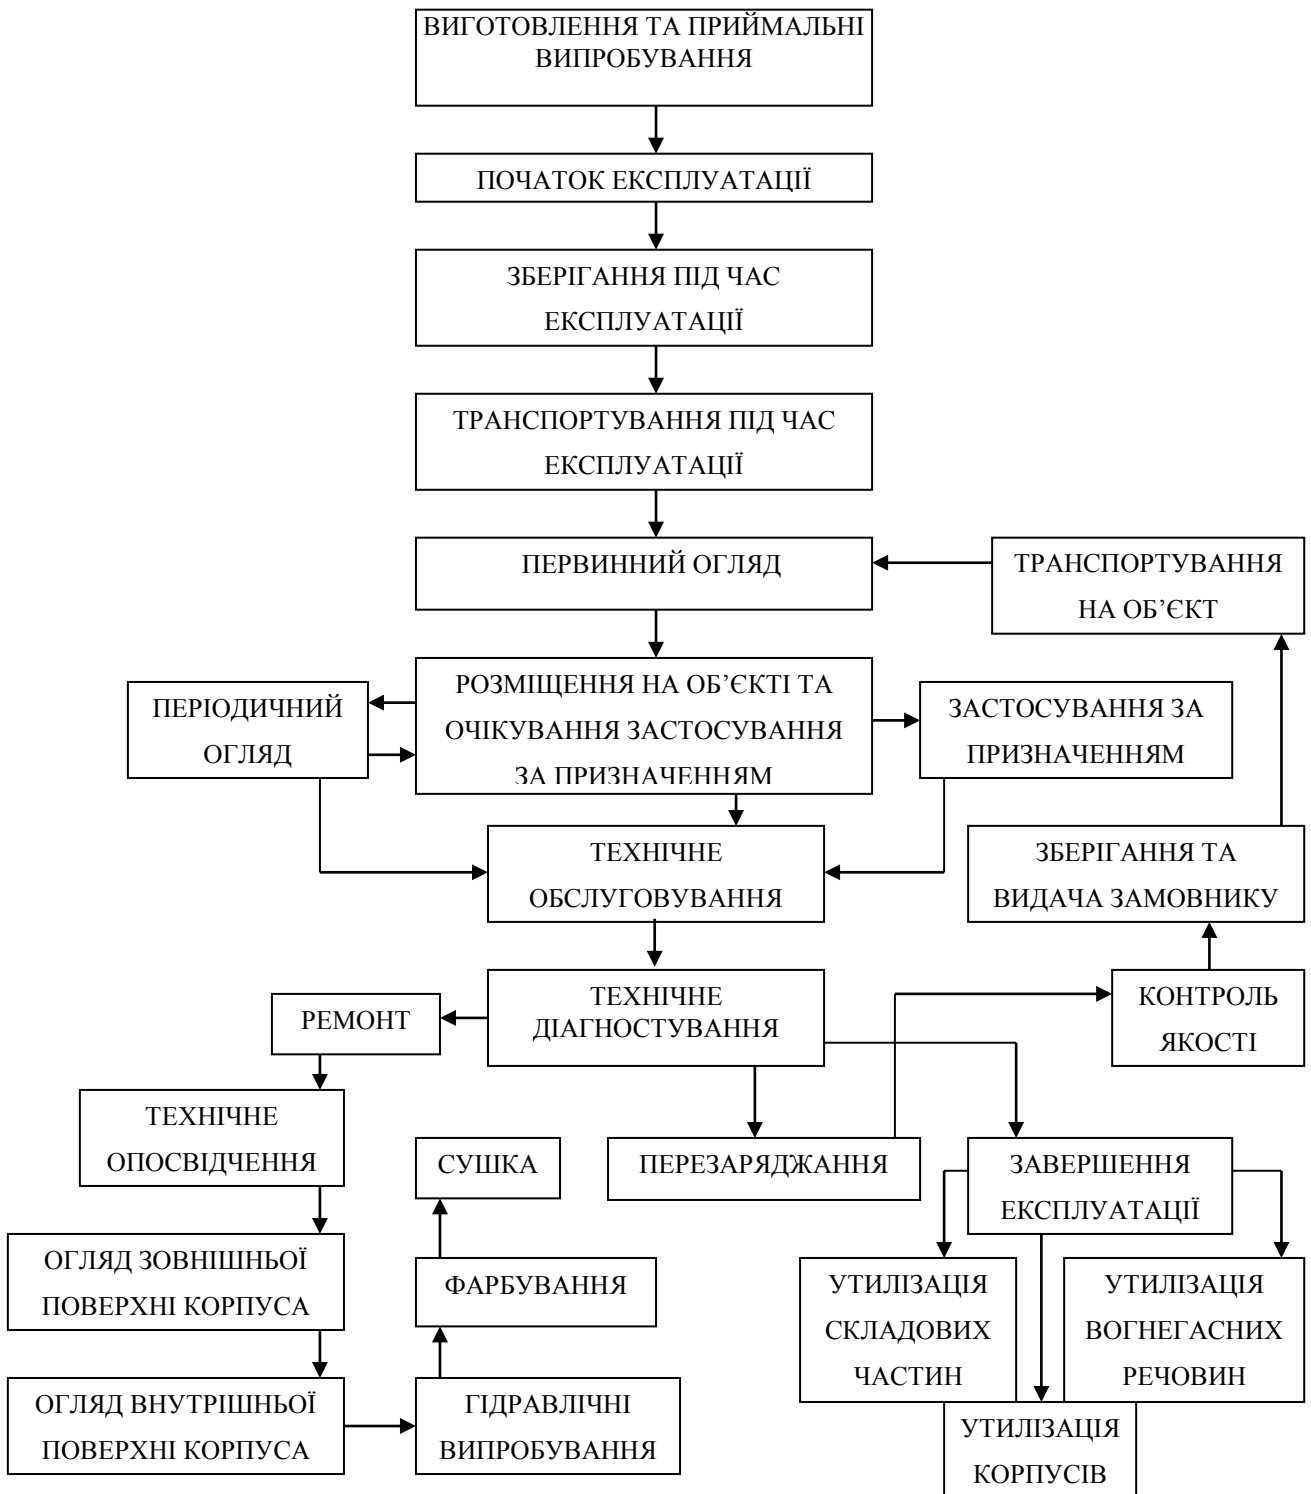 ВИГОТОВЛЕННЯ ТА ПРИЙМАЛЬНІ
ВИПРОБУВАННЯ
ПОЧАТОК ЕКСПЛУАТАЦІЇ
ЗБЕРІГАННЯ ПІД ЧАС
ЕКСПЛУАТАЦІЇ
ТРАНСПОРТУВАННЯ ПІД ЧАС
ЕКСПЛУАТАЦІЇ
ПЕРВИННИЙ ОГЛЯД
ТРАНСПОРТУВАННЯ
НА ОБ’ЄКТ
ПЕРІОДИЧНИЙ
ОГЛЯД
РОЗМІЩЕННЯ НА ОБ’ЄКТІ ТА
ОЧІКУВАННЯ ЗАСТОСУВАННЯ
ЗА ПРИЗНАЧЕННЯМ
ЗАСТОСУВАННЯ ЗА
ПРИЗНАЧЕННЯМ
ТЕХНІЧНЕ
ОБСЛУГОВУВАННЯ
ЗБЕРІГАННЯ ТА
ВИДАЧА ЗАМОВНИКУ
РЕМОНТ
ТЕХНІЧНЕ
ДІАГНОСТУВАННЯ
КОНТРОЛЬ
ЯКОСТІ
ТЕХНІЧНЕ
ОПОСВІДЧЕННЯ
СУШКА
ПЕРЕЗАРЯДЖАННЯ
ЗАВЕРШЕННЯ
ЕКСПЛУАТАЦІЇ
ОГЛЯД ЗОВНІШНЬОЇ
ПОВЕРХНІ КОРПУСА
ФАРБУВАННЯ
УТИЛІЗАЦІЯ
СКЛАДОВИХ
ЧАСТИН
УТИЛІЗАЦІЯ
ВОГНЕГАСНИХ
РЕЧОВИН
ОГЛЯД ВНУТРІШНЬОЇ
ПОВЕРХНІ КОРПУСА
ГІДРАВЛІЧНІ
ВИПРОБУВАННЯ
УТИЛІЗАЦІЯ
КОРПУСІВ